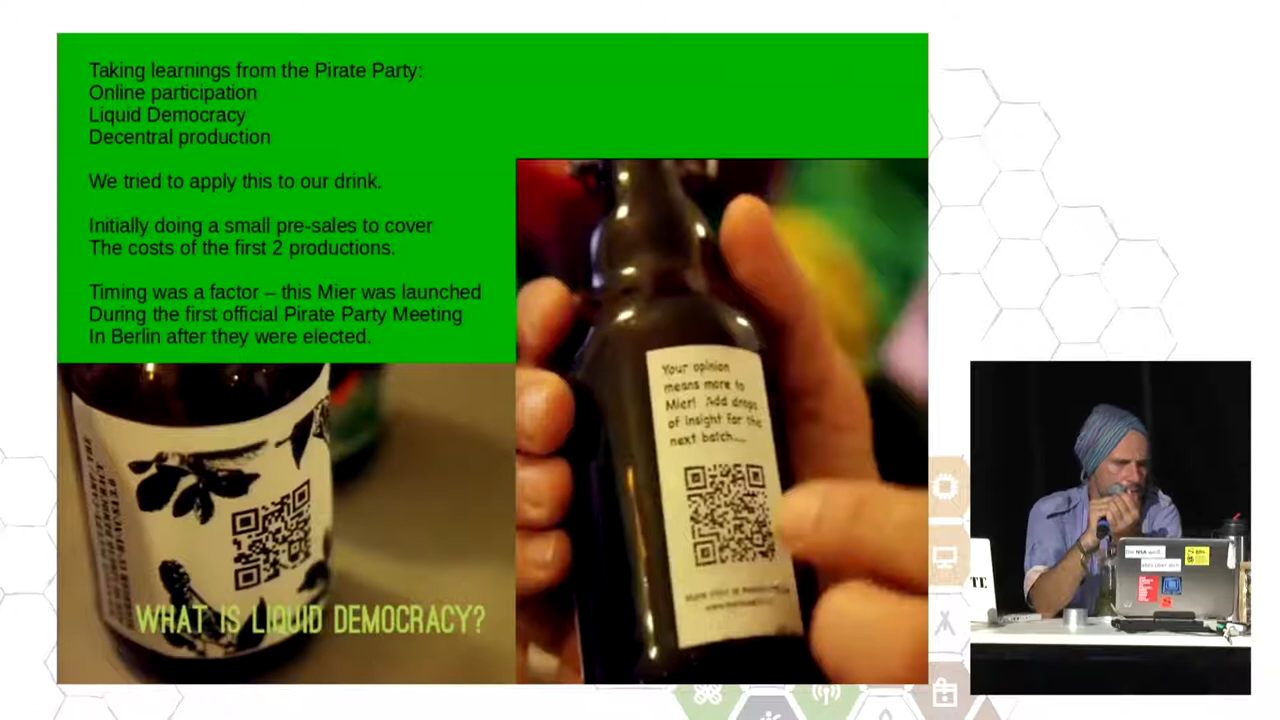 Taking learnings from the Pirate Party:
Online participation
Liquid Democracy
Decentral production
We tried to apply this to our drink.
Initially doing a small pre-sales to cover
The costs of the first 2 productions.
Timing was a factor – this Mier was launched
During the first official Pirate Party Meeting
In Berlin after they were elected.
Your opinion
means more to
Mier! Add drops
of insight for the
next batch....
WHAT IS LIQUID DEMOCRACY?